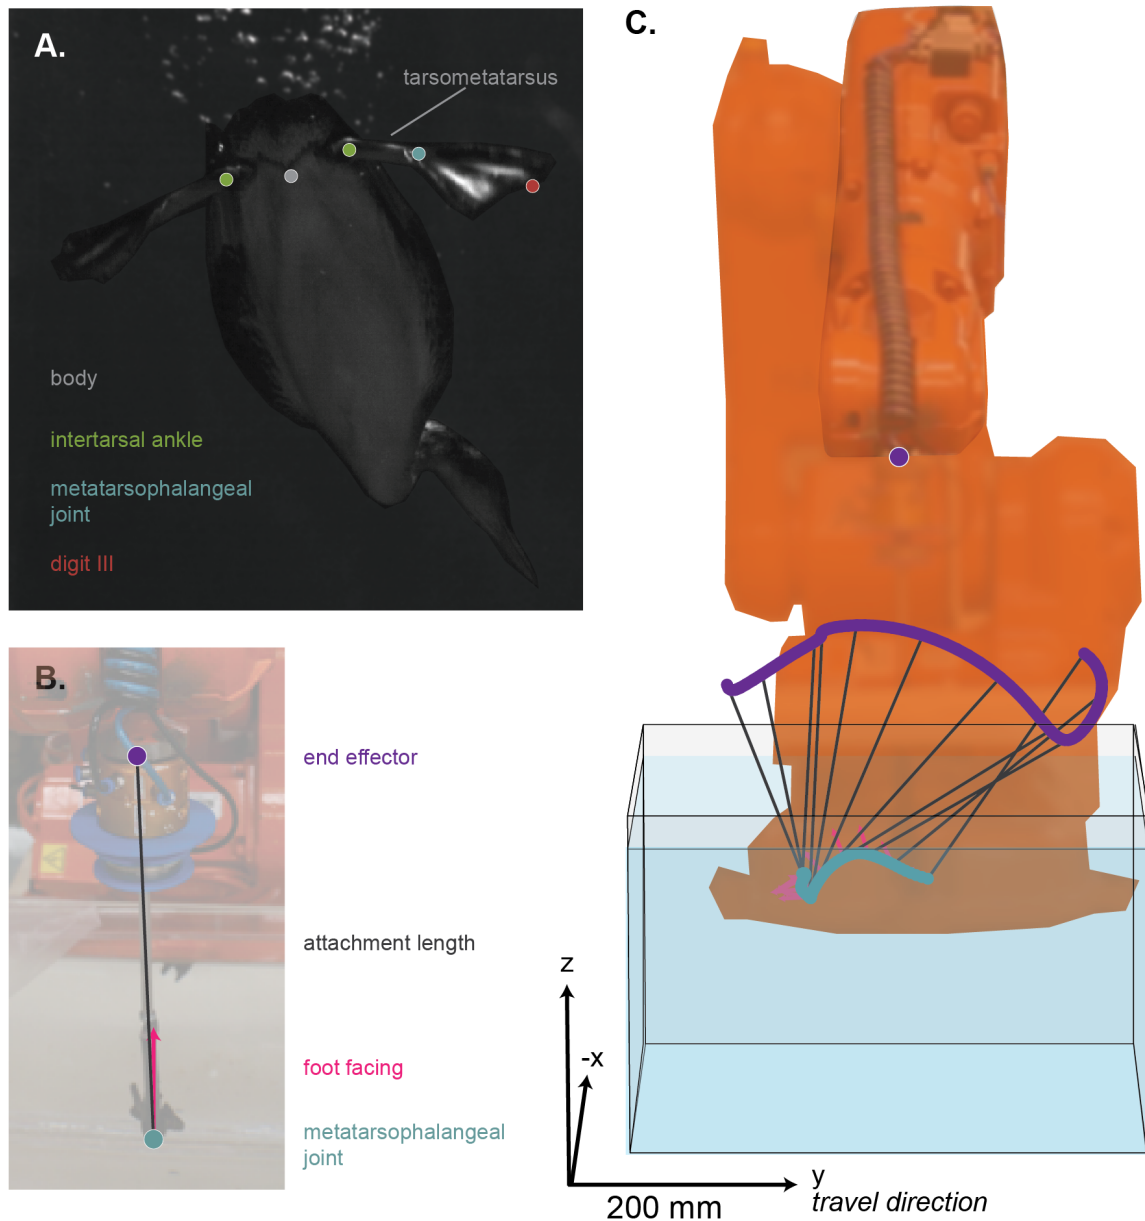 A.
tarsometatarsus
body
intertarsal ankle
metatarsophalangeal
joint
digit III
B.
end effector
attachment length
foot facing
metatarsophalangeal
joint
C.
z
-x
y
200 mm
travel direction